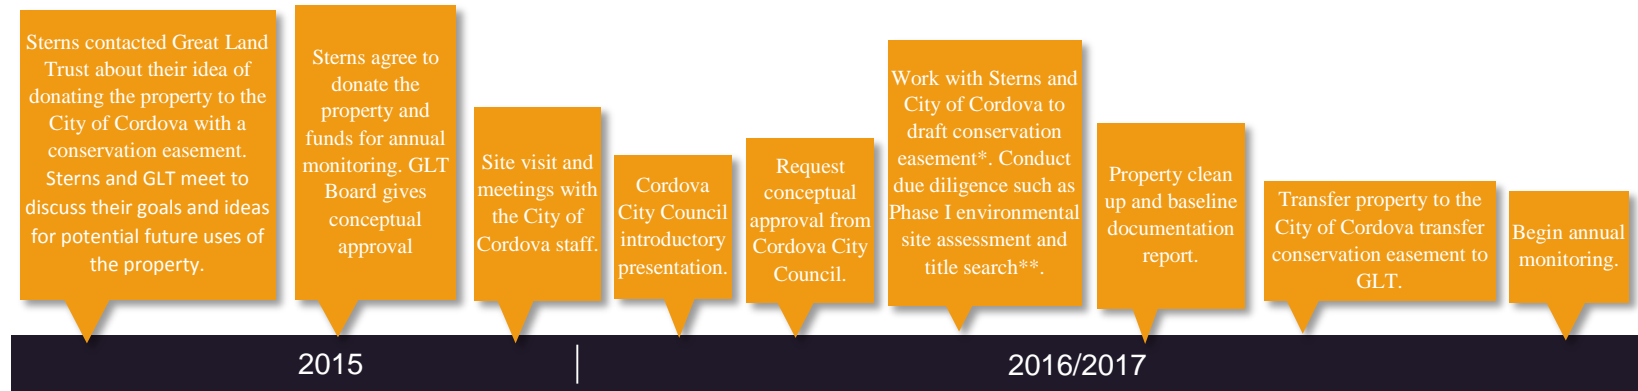 Sterns contacted Great Land
Trust about their idea of
donating the property to the
City of Cordova with a
conservation easement.
Sterns and GLT meet to
discuss their goals and ideas
for potential future uses of
the property.
Sterns agree to
donate the
property and
funds for annual
monitoring. GLT
Board gives
conceptual
approval
Site visit and
meetings with
the City of
Cordova staff.
Cordova
City Council
introductory
presentation.
Request
conceptual
approval from
Cordova City
Council.
Work with Sterns and
City of Cordova to
draft conservation
easement*. Conduct
due diligence such as
Phase I environmental
site assessment and
title search**.
Property clean
up and baseline
documentation
report.
Transfer property to the
City of Cordova transfer
conservation easement to
GLT.
Begin annual
monitoring.
2015
2016/2017